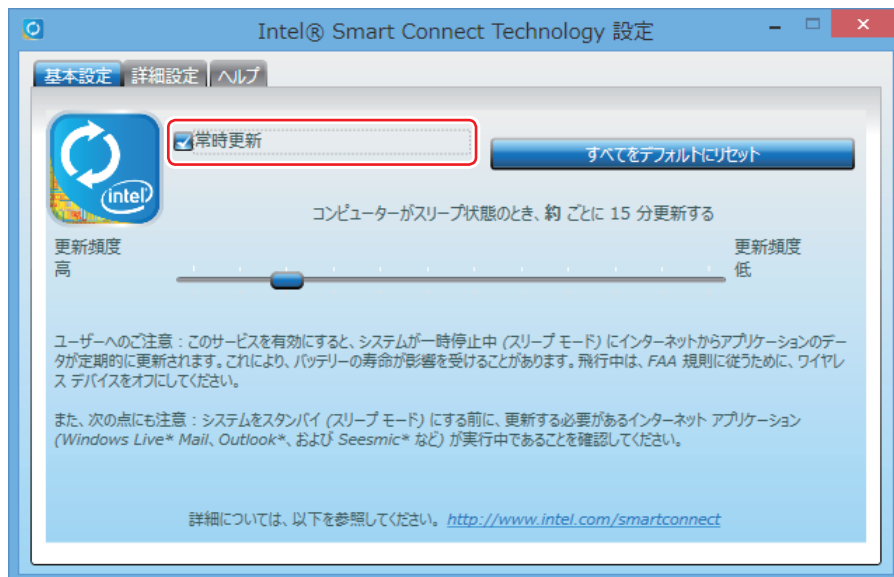 Intel® Smart Connect Technology 設定
基本設定 詳細設定 ヘルプ
常時更新
すべてをデフォルトにリセット
intel
コンピューターがスリープ状態のとき、約 ごとに 15 分更新する
更新頻度
高
更新頻度
低
ユーザーへのご注意 : このサービスを有効にすると、システムが一時停止中 (スリープ モード) にインターネットからアプリケーションのデー
タが定期的に更新されます。これにより、バッテリーの寿命が影響を受けることがあります。飛行中は、FAA 規則に従うために、ワイヤレ
ス デバイスをオフにしてください。
また、次の点にも注意 : システムをスタンバイ (スリープ モード) にする前に、更新する必要があるインターネット アプリケーション
(Windows Live* Mail、Outlook*、および Seesmic* など) が実行中であることを確認してください。
詳細については、以下を参照してください。 http://www.intel.com/smartconnect